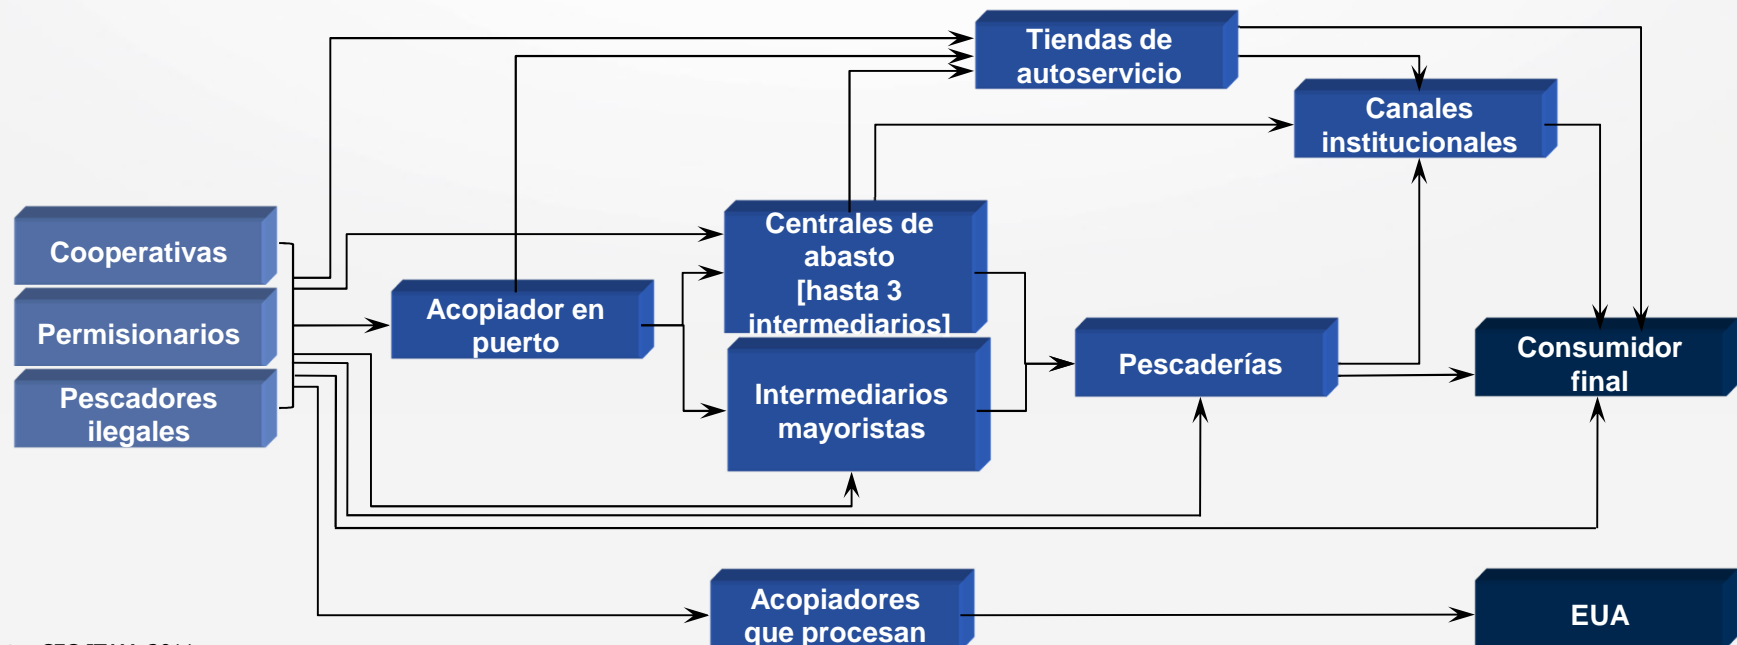 Tiendas de
autoservicio
Canales
institucionales
Cooperativas
Permisionarios
Pescadores
ilegales
Acopiador en
puerto
Centrales de
abasto
[hasta 3
intermediarios]
Intermediarios
mayoristas
Pescaderías
Consumidor
final
Acopiadores
que procesan
EUA